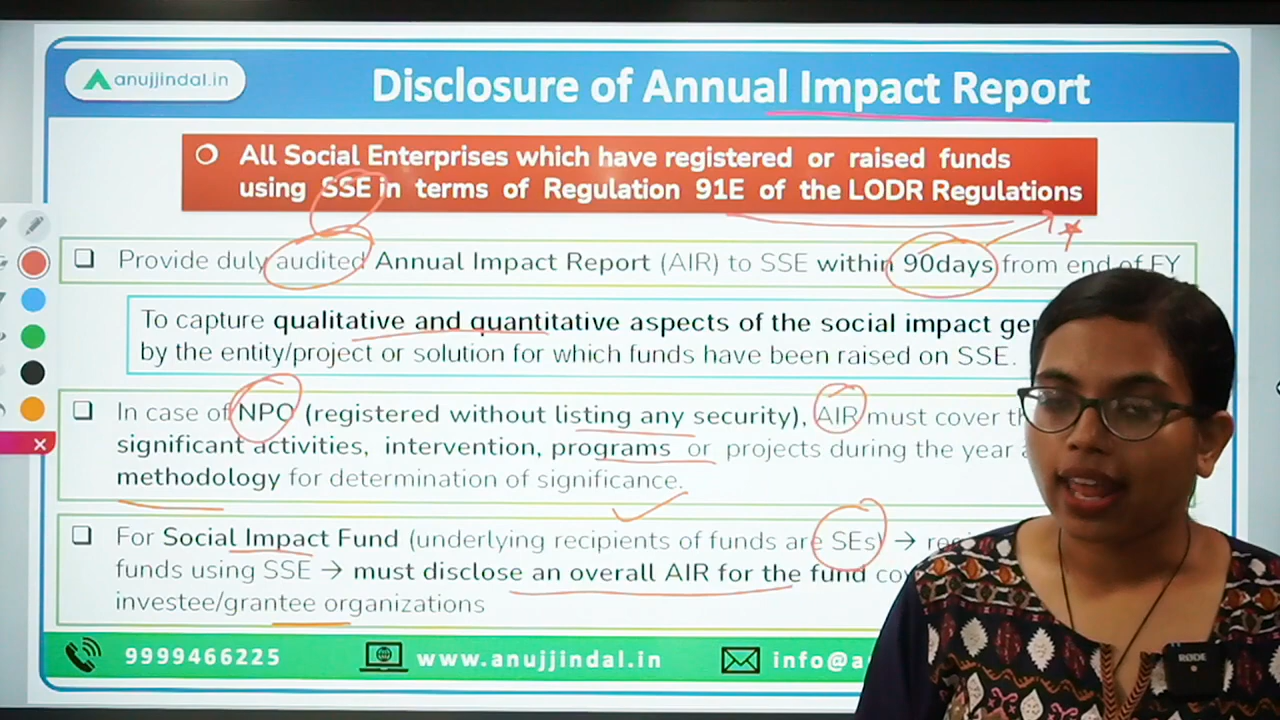 anujjindal.in
Disclosure of Annual Impact Report
All Social Enterprises which have registered or raised funds
using SSE in terms of Regulation 91E of the LODR Regulations
Provide duly audited Annual Impact Report (AIR) to SSE within 90days from end of FY
To capture qualitative and quantitative aspects of the social impact
by the entity/project or solution for which funds have been raised on SSE.
In case of NPO (registered without listing any security), AIR must cover
significant activities, intervention, programs or projects during the year
methodology for determination of significance.
For Social Impact Fund (underlying recipients of funds are SEs) →
funds using SSE → must disclose an overall AIR for the fund
investee/grantee organizations
9999466225 www.anujjindal.in
RØDE